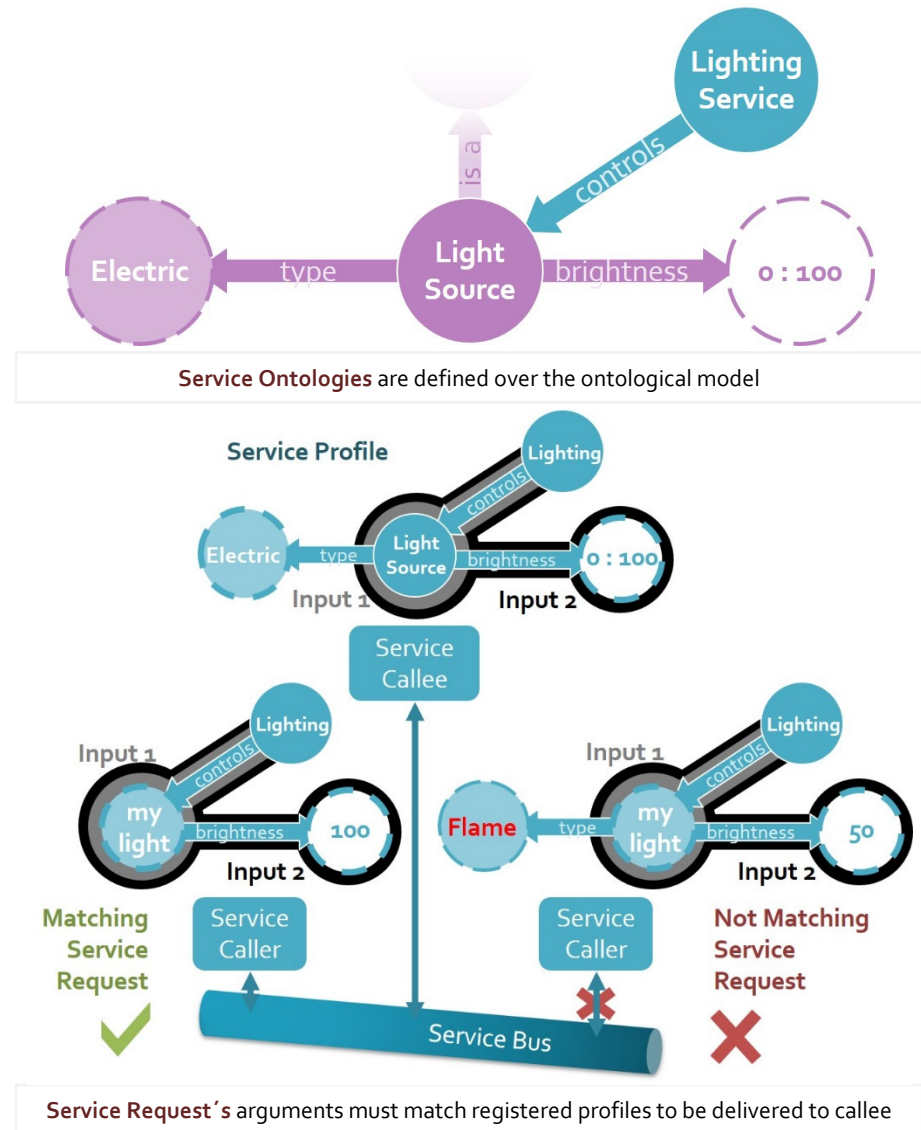 Lighting
Service
is a
controls
Electric
type
Light
Source
brightness
0 : 100
Service Ontologies are defined over the ontological model
Service Profile
Lighting
controls
Electric
type
Light
Source
brightness
0 : 100
Input 1
Input 2
Service
Callee
Lighting
Input 1
controls
my
light
brightness
100
Input 2
Lighting
Input 1
controls
Flame
type
my
light
brightness
50
Input 2
Matching
Service
Request
Service
Caller
Service
Caller
Not Matching
Service
Request
Service Bus
Service Request´s arguments must match registered profiles to be delivered to callee